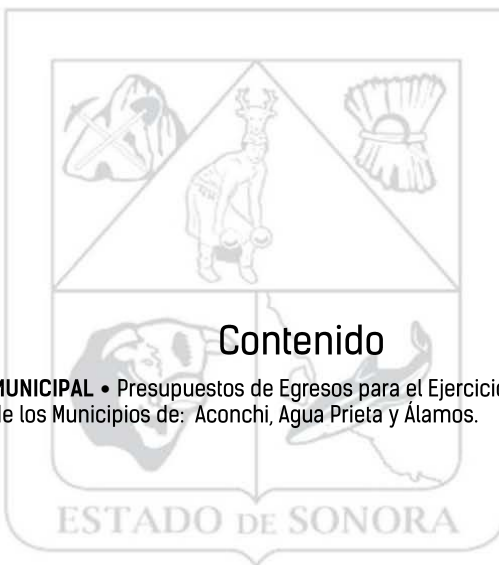 Contenido
MUNICIPAL • Presupuestos de Egresos para el Ejercicio
de los Municipios de: Aconchi, Agua Prieta y Álamos.
ESTADO DE SONORA